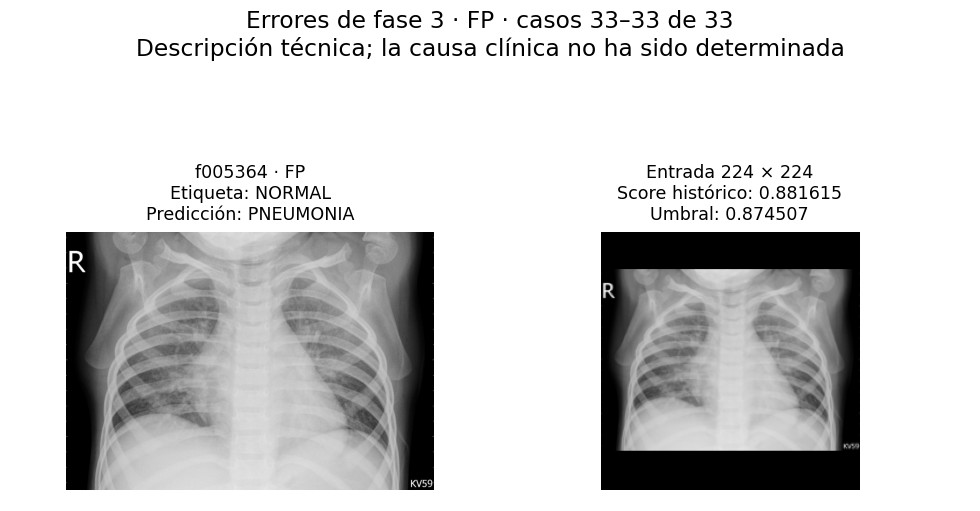 Errores de fase 3 · FP · casos 33–33 de 33
Descripción técnica; la causa clínica no ha sido determinada
f005364 · FP
Etiqueta: NORMAL
Predicción: PNEUMONIA
Entrada 224 × 224
Score histórico: 0.881615
Umbral: 0.874507
R
KV59
R
KV59